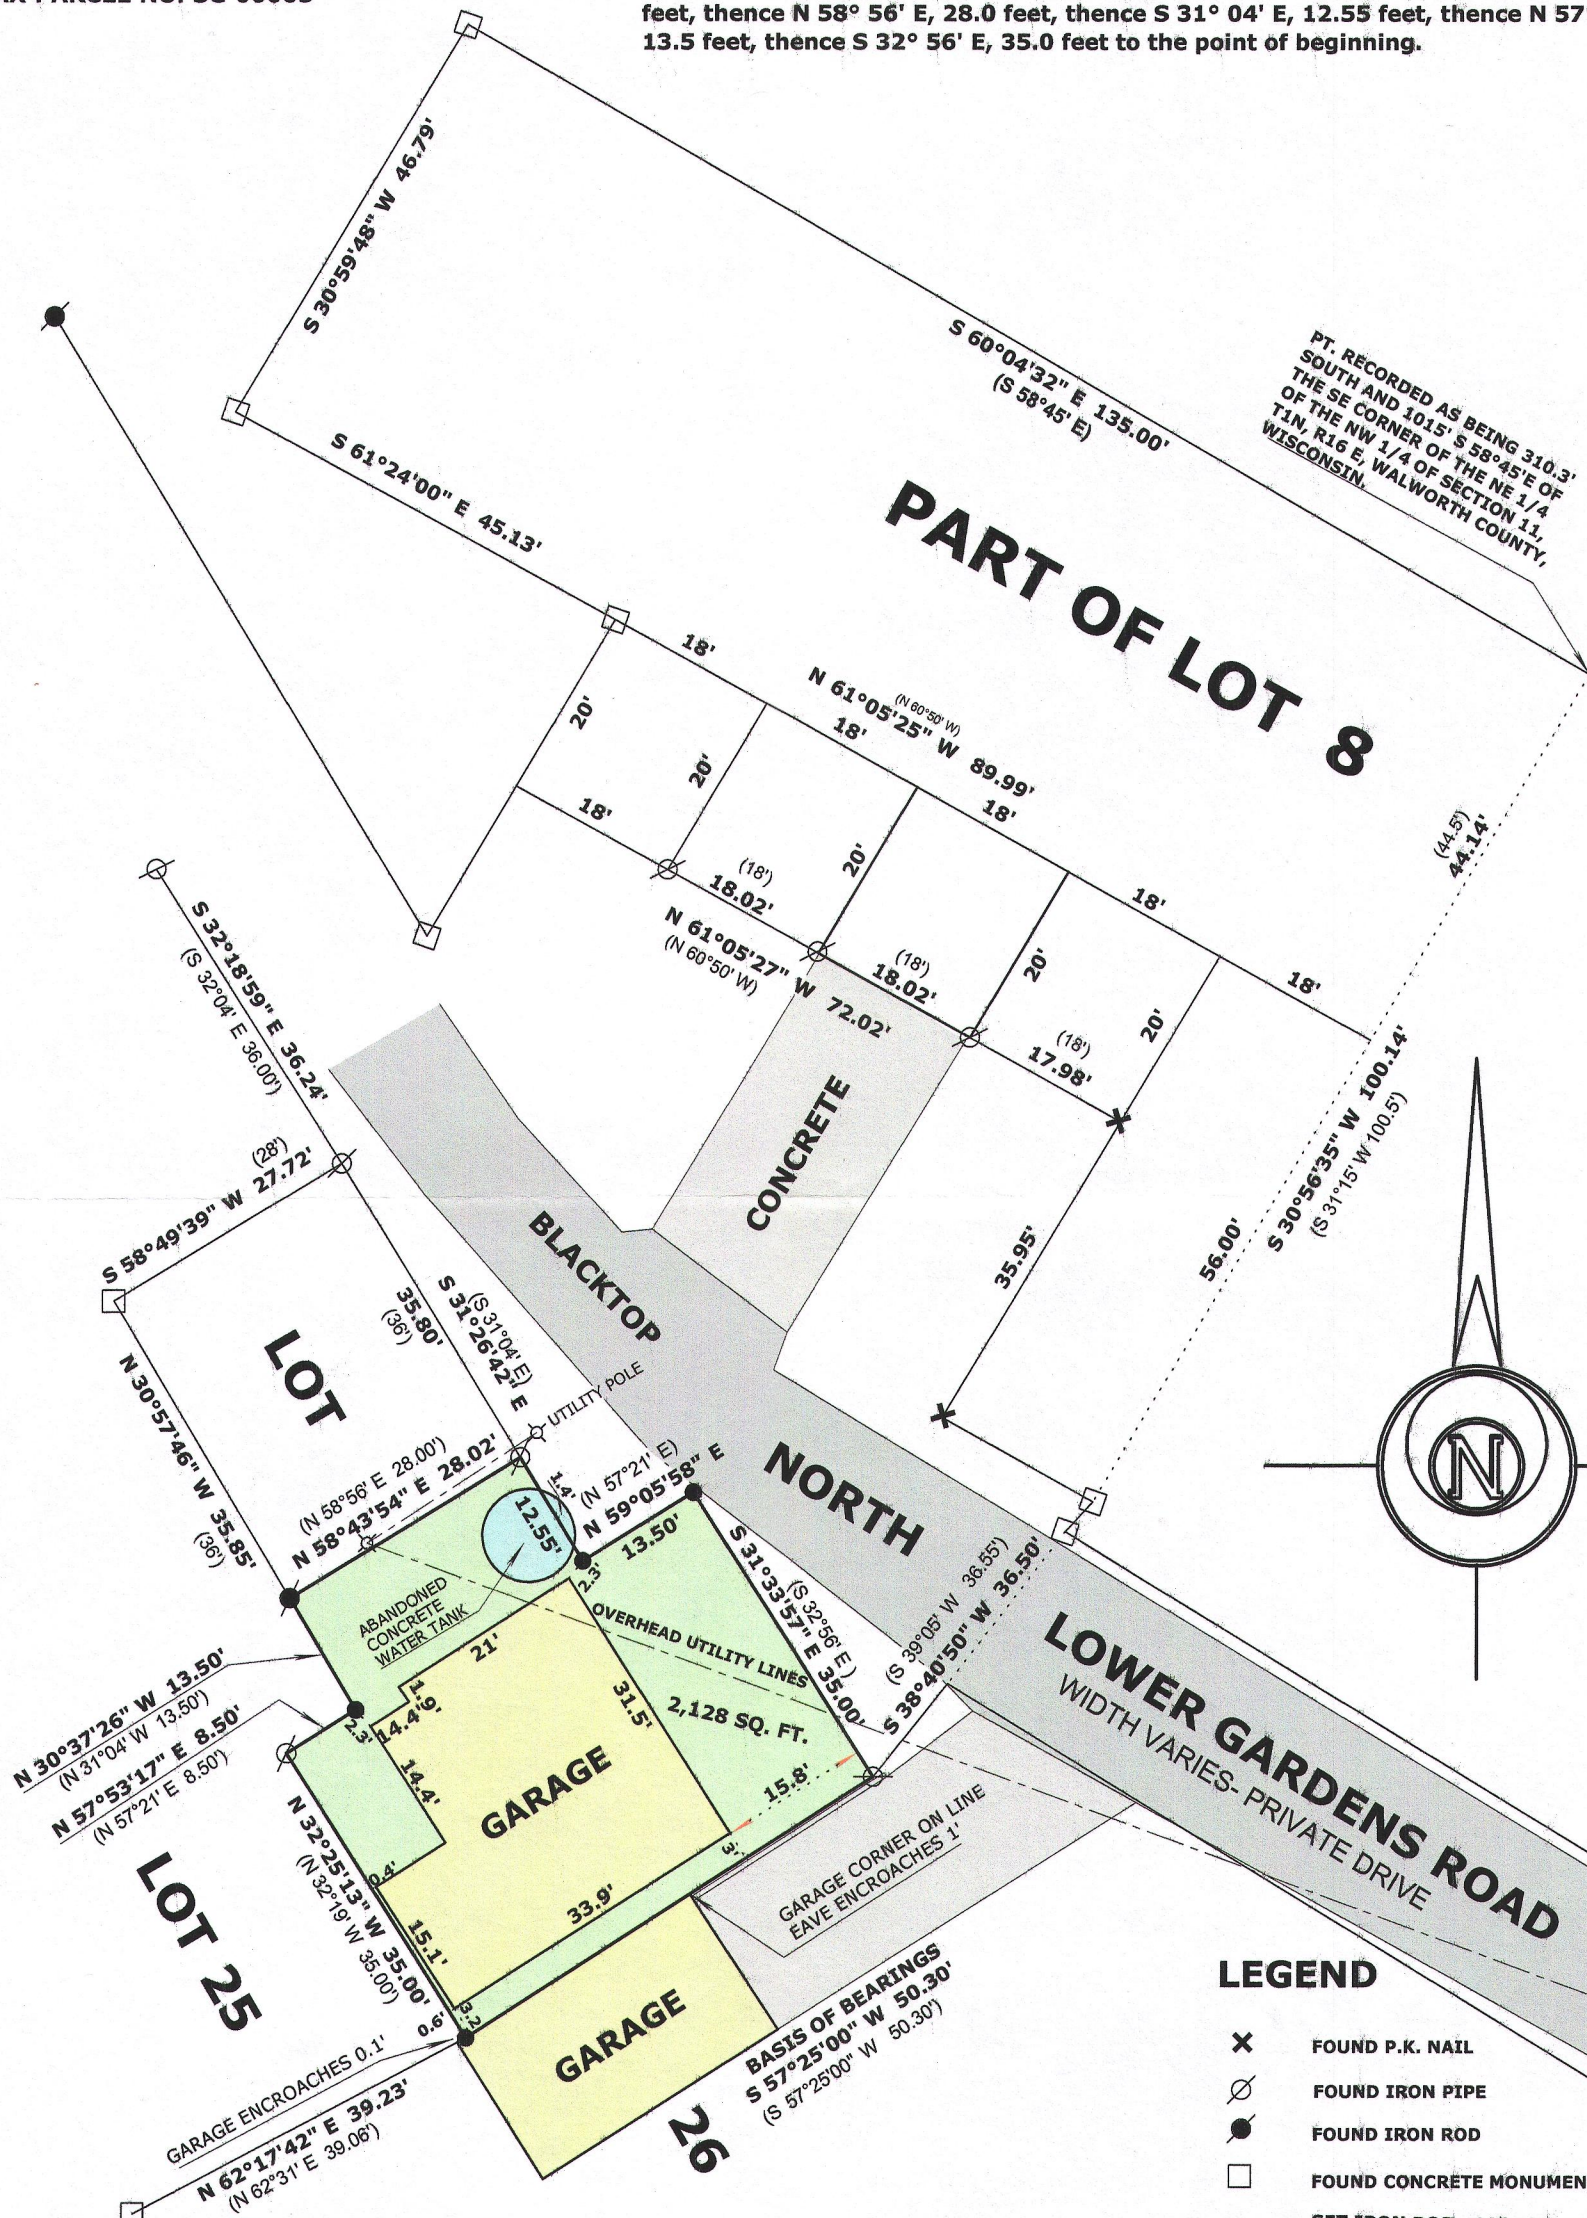 feet, thence N 58° 56' E, 28.0 feet, thence S 31° 04' E, 12.55 feet, thence N 57°
13.5 feet, thence S 32° 56' E, 35.0 feet to the point of beginning.
S 30°59'48" W 46.79'
S 60°04'32" E 135.00'
(S 58°45' E)
PT. RECORDED AS BEING 310.3'
SOUTH AND 1015' S 58°45'E OF
THE SE CORNER OF THE NE 1/4
OF THE NW 1/4 OF SECTION 11,
T1N, R16 E, WALWORTH COUNTY,
WISCONSIN.
S 61°24'00" E 45.13'
PART OF LOT 8
18'
20'
(N 60°50' W)
N 61°05'25" W 89.99'
18'
20'
18'
18'
20'
(44.5')
44.14'
(18')
18.02'
18'
N 61°05'27" W 72.02'
(N 60°50' W)
(18')
18.02'
20'
18'
20'
(18')
17.98'
S 32°18'59" E 36.24'
(S 32°04' E 36.00')
CONCRETE
35.95'
56.00'
S 30°56'35" W 100.14'
(S 31°15' W 100.5')
(28')
S 58°49'39" W 27.72'
BLACKTOP
(S 31°04' E)
S 31°26'42" E
35.80'
(36')
LOT
N 30°57'46" W 35.85'
(36')
UTILITY POLE
(N 58°56' E 28.00')
N 58°43'54" E 28.02'
1.4'
12.55'
(N 57°21' E)
N 59°05'58" E
13.50'
NORTH
N
S 31°33'57" E 35.00'
(S 32°56' E)
(S 39°05' W 36.55')
S 38°40'50" W 36.50'
ABANDONED
CONCRETE
WATER TANK
2.3'
OVERHEAD UTILITY LINES
21'
1.9'
31.5'
2,128 SQ. FT.
LOWER GARDENS ROAD
WIDTH VARIES- PRIVATE DRIVE
N 30°37'26" W 13.50'
(N 31°04' W 13.50')
N 57°53'17" E 8.50'
(N 57°21' E 8.50')
2.3'
14.4'
14.4'
GARAGE
15.8'
GARAGE CORNER ON LINE
EAVE ENCROACHES 1'
3'
N 32°25'13" W 35.00'
(N 32°19' W 35.00')
0.4'
33.9'
15.1'
LOT 25
3.2'
0.6'
GARAGE
GARAGE ENCROACHES 0.1'
N 62°17'42" E 39.23'
(N 62°31' E 39.06')
BASIS OF BEARINGS
S 57°25'00" W 50.30'
(S 57°25'00" W 50.30')
26
LEGEND
FOUND P.K. NAIL
FOUND IRON PIPE
FOUND IRON ROD
FOUND CONCRETE MONUMEN